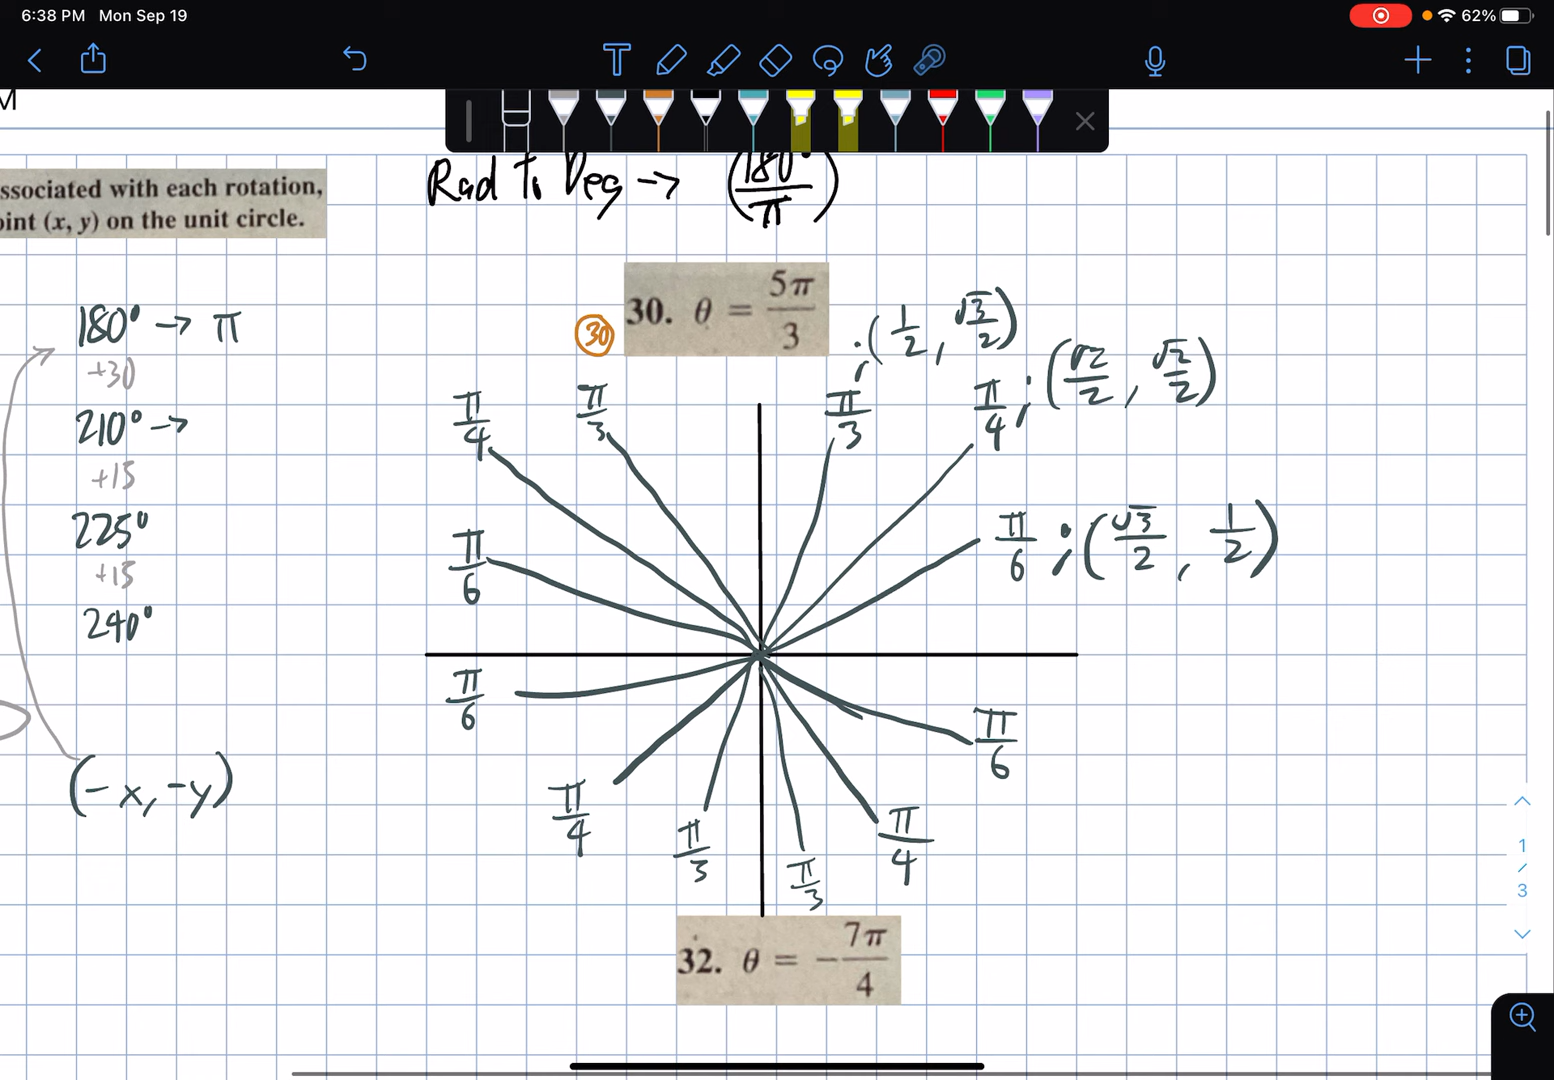 6:38 PM Mon Sep 19
62%
M
ssociated with each rotation,
oint (x, y) on the unit circle.
Rad To Deg → (180°/π)
30. θ = 5π/3
30
180° → π
+30
210° →
+15
225°
+15
240°
(-x, -y)
π/4
π/3
π/3 ; (1/2, √3/2)
π/4 ; (√2/2, √2/2)
π/6
π/6 ; (√3/2, 1/2)
π/6
π/6
π/4
π/3
π/3
π/4
32. θ = -7π/4
1
/
3